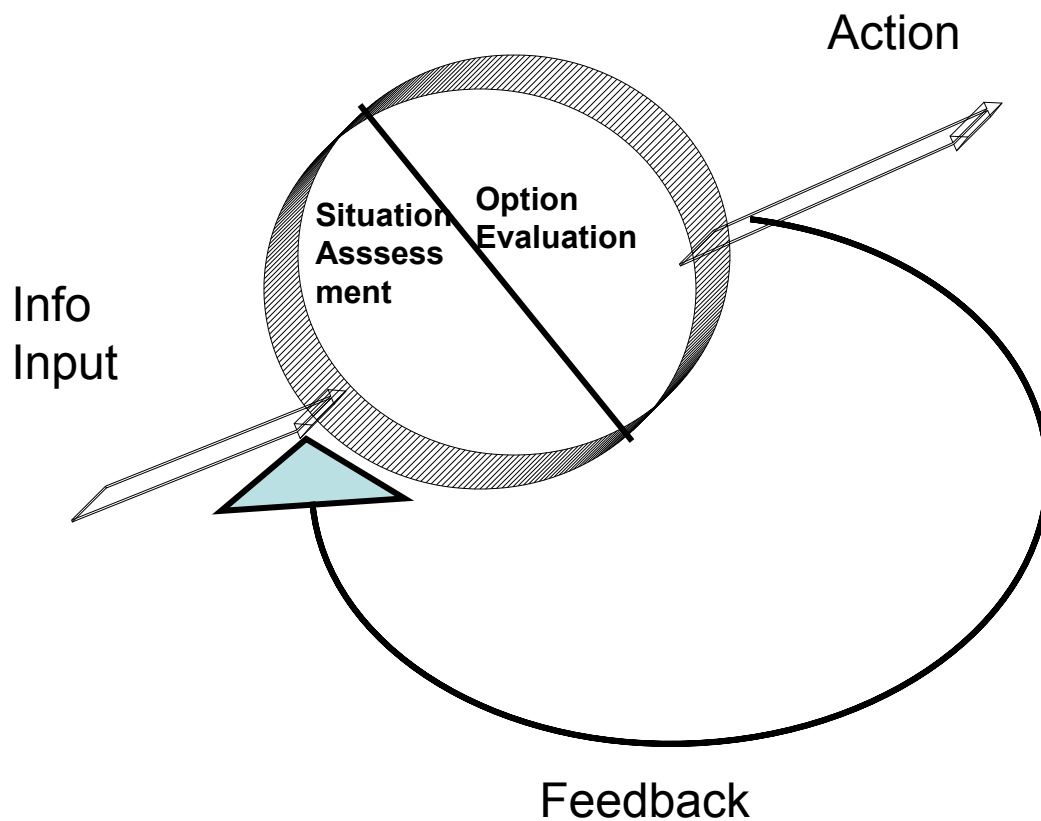 Action
Situation
Asssess
ment
Option
Evaluation
Info
Input
Feedback